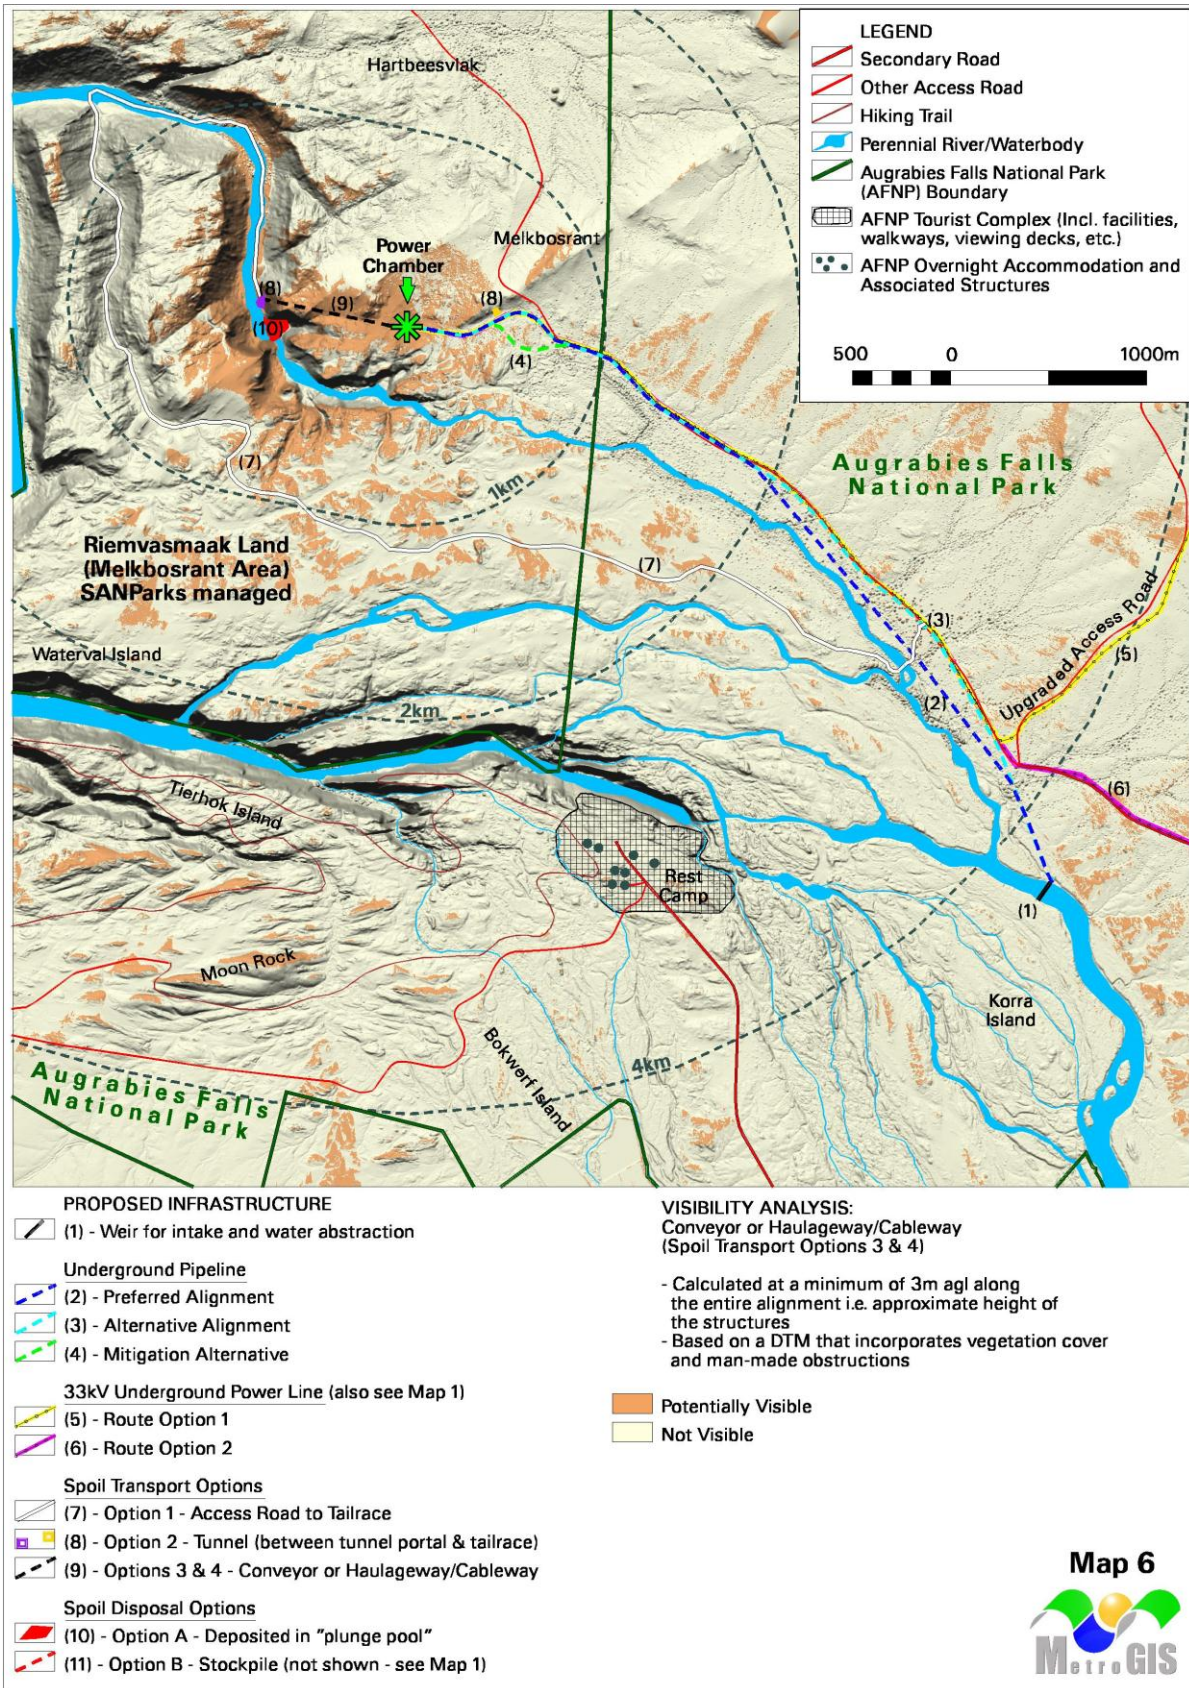 Hartbeesvlak
LEGEND
Secondary Road
Other Access Road
Hiking Trail
Perennial River/Waterbody
Augrabies Falls National Park
(AFNP) Boundary
AFNP Tourist Complex (Incl. facilities,
walkways, viewing decks, etc.)
AFNP Overnight Accommodation and
Associated Structures
500
0
1000m
Power
Chamber
Melkbosrant
(8)
(9)
(8)
(10)
(4)
(7)
1km
Augrabies Falls
National Park
Riemvasmaak Land
(Melkbosrant Area)
SANParks managed
(7)
(3)
Upgraded Access Road
(5)
Waterval Island
2km
(2)
(6)
Tierhok Island
Rest
Camp
(1)
Moon Rock
Korra
Island
Bokwerf Island
4km
Augrabies Falls
National Park
PROPOSED INFRASTRUCTURE
(1) - Weir for intake and water abstraction
Underground Pipeline
(2) - Preferred Alignment
(3) - Alternative Alignment
(4) - Mitigation Alternative
33kV Underground Power Line (also see Map 1)
(5) - Route Option 1
(6) - Route Option 2
Spoil Transport Options
(7) - Option 1 - Access Road to Tailrace
(8) - Option 2 - Tunnel (between tunnel portal & tailrace)
(9) - Options 3 & 4 - Conveyor or Haulageway/Cableway
Spoil Disposal Options
(10) - Option A - Deposited in "plunge pool"
(11) - Option B - Stockpile (not shown - see Map 1)
VISIBILITY ANALYSIS:
Conveyor or Haulageway/Cableway
(Spoil Transport Options 3 & 4)
- Calculated at a minimum of 3m agl along
the entire alignment i.e. approximate height of
the structures
- Based on a DTM that incorporates vegetation cover
and man-made obstructions
Potentially Visible
Not Visible
Map 6
MetroGIS